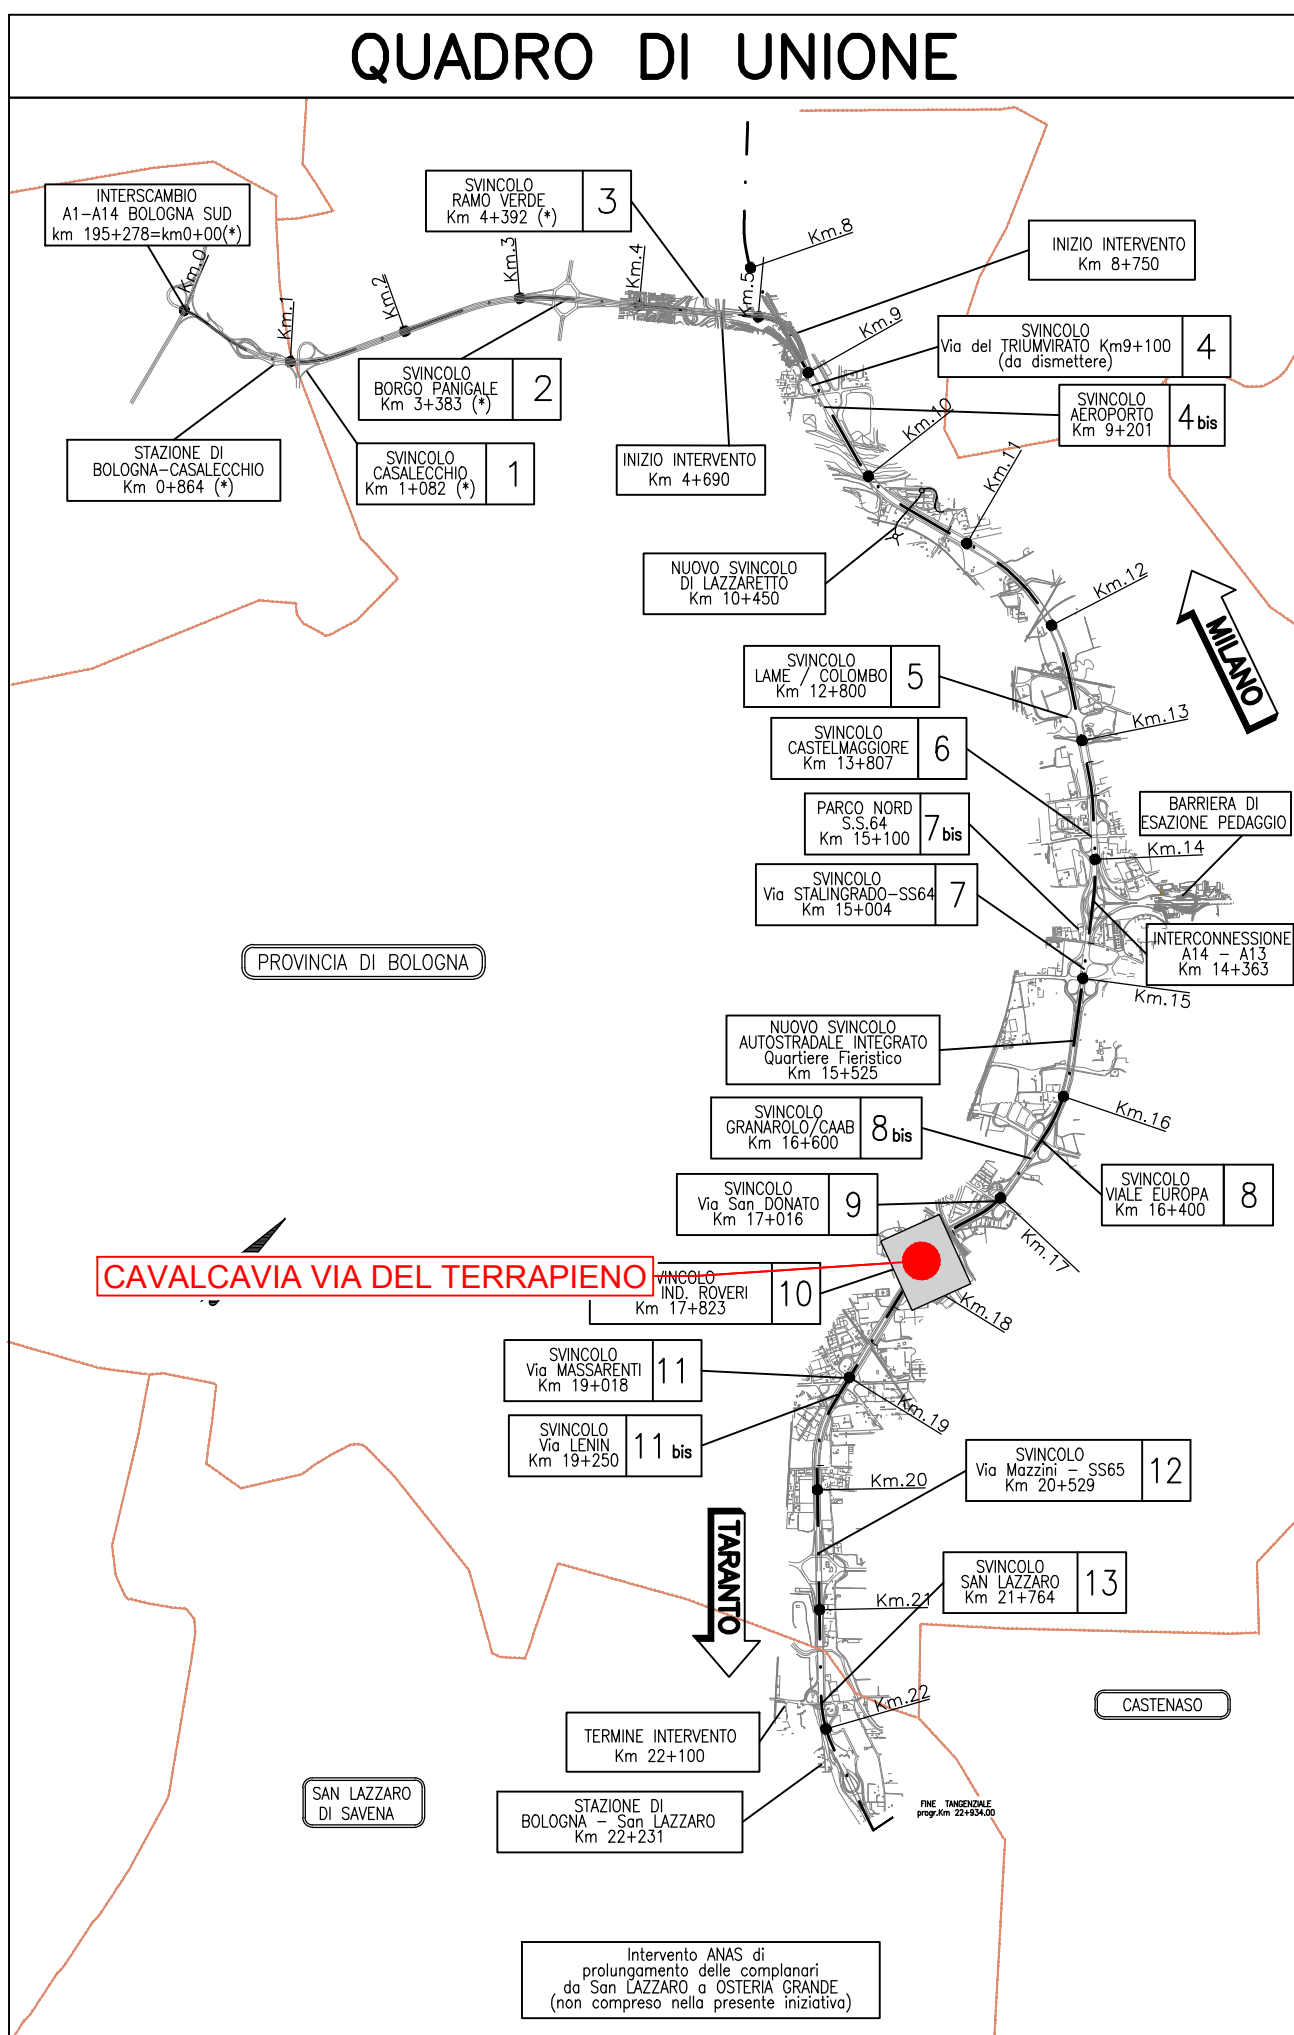 QUADRO DI UNIONE
INTERSCAMBIO
A1-A14 BOLOGNA SUD
km 195+278=km0+00(*)
SVINCOLO
RAMO VERDE
Km 4+392 (*)
3
Km.0
Km.1
Km.2
Km.3
Km.4
Km.5
Km.8
INIZIO INTERVENTO
Km 8+750
Km.9
SVINCOLO
Via del TRIUMVIRATO Km9+100
(da dismettere)
4
SVINCOLO
BORGO PANIGALE
Km 3+383 (*)
2
SVINCOLO
AEROPORTO
Km 9+201
4 bis
Km.10
STAZIONE DI
BOLOGNA-CASALECCHIO
Km 0+864 (*)
SVINCOLO
CASALECCHIO
Km 1+082 (*)
1
INIZIO INTERVENTO
Km 4+690
Km.11
NUOVO SVINCOLO
DI LAZZARETTO
Km 10+450
Km.12
MILANO
SVINCOLO
LAME / COLOMBO
Km 12+800
5
Km.13
SVINCOLO
CASTELMAGGIORE
Km 13+807
6
PARCO NORD
S.S.64
Km 15+100
7 bis
BARRIERA DI
ESAZIONE PEDAGGIO
Km.14
SVINCOLO
Via STALINGRADO-SS64
Km 15+004
7
INTERCONNESSIONE
A14 - A13
Km 14+363
PROVINCIA DI BOLOGNA
Km.15
NUOVO SVINCOLO
AUTOSTRADALE INTEGRATO
Quartiere Fieristico
Km 15+525
Km.16
SVINCOLO
GRANAROLO/CAAB
Km 16+600
8 bis
SVINCOLO
VIALE EUROPA
Km 16+400
8
SVINCOLO
Via San DONATO
Km 17+016
9
Km.17
CAVALCAVIA VIA DEL TERRAPIENO
VINCOLO
IND. ROVERI
Km 17+823
10
Km.18
SVINCOLO
Via MASSARENTI
Km 19+018
11
Km.19
SVINCOLO
Via LENIN
Km 19+250
11 bis
SVINCOLO
Via Mazzini - SS65
Km 20+529
12
Km.20
TARANTO
SVINCOLO
SAN LAZZARO
Km 21+764
13
Km.21
Km.22
CASTENASO
TERMINE INTERVENTO
Km 22+100
SAN LAZZARO
DI SAVENA
STAZIONE DI
BOLOGNA - San LAZZARO
Km 22+231
FINE TANGENZIALE
progr.Km 22+934.00
Intervento ANAS di
prolungamento delle complanari
da San LAZZARO a OSTERIA GRANDE
(non compreso nella presente iniziativa)